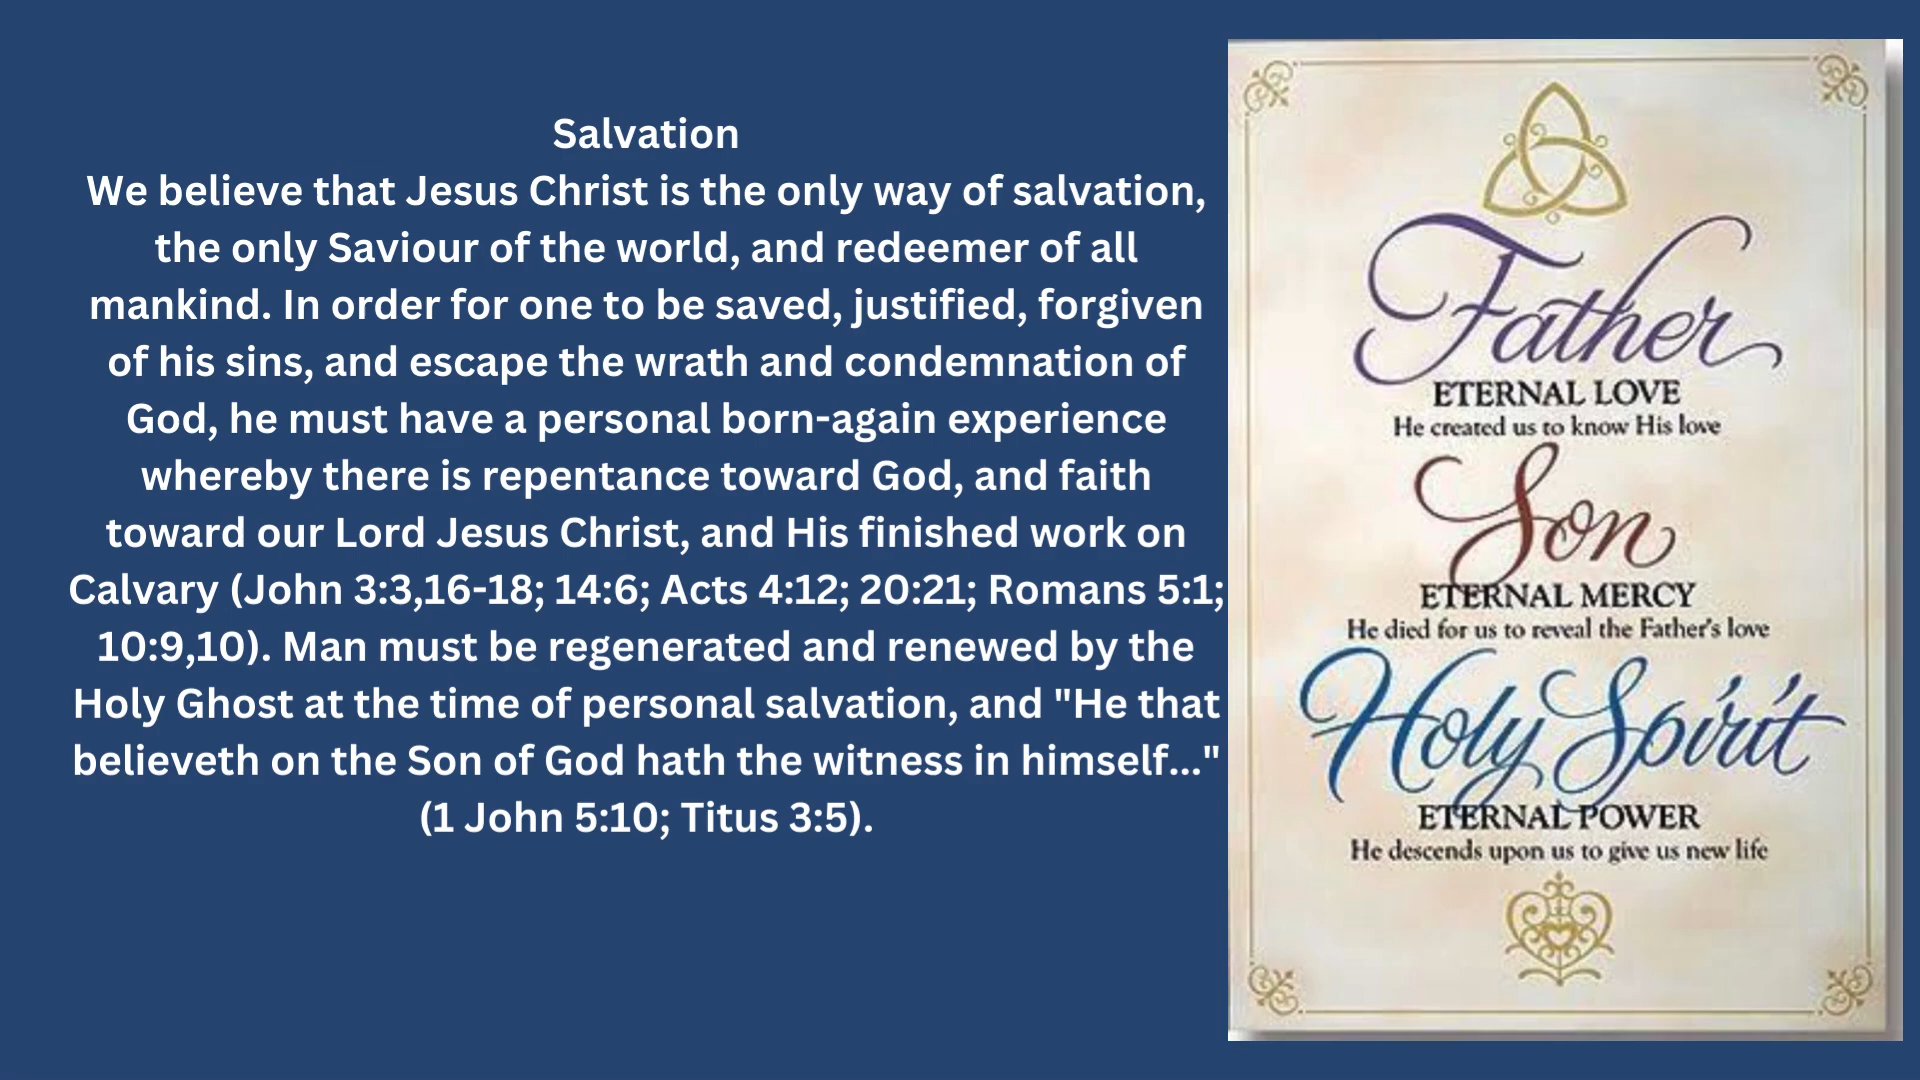 Salvation
We believe that Jesus Christ is the only way of salvation,
the only Saviour of the world, and redeemer of all
mankind. In order for one to be saved, justified, forgiven
of his sins, and escape the wrath and condemnation of
God, he must have a personal born-again experience
whereby there is repentance toward God, and faith
toward our Lord Jesus Christ, and His finished work on
Calvary (John 3:3,16-18; 14:6; Acts 4:12; 20:21; Romans 5:1;
10:9,10). Man must be regenerated and renewed by the
Holy Ghost at the time of personal salvation, and "He that
believeth on the Son of God hath the witness in himself..."
(1 John 5:10; Titus 3:5).
Father
ETERNAL LOVE
He created us to know His love
Son
ETERNAL MERCY
He died for us to reveal the Father's love
Holy Spirit
ETERNAL POWER
He descends upon us to give us new life